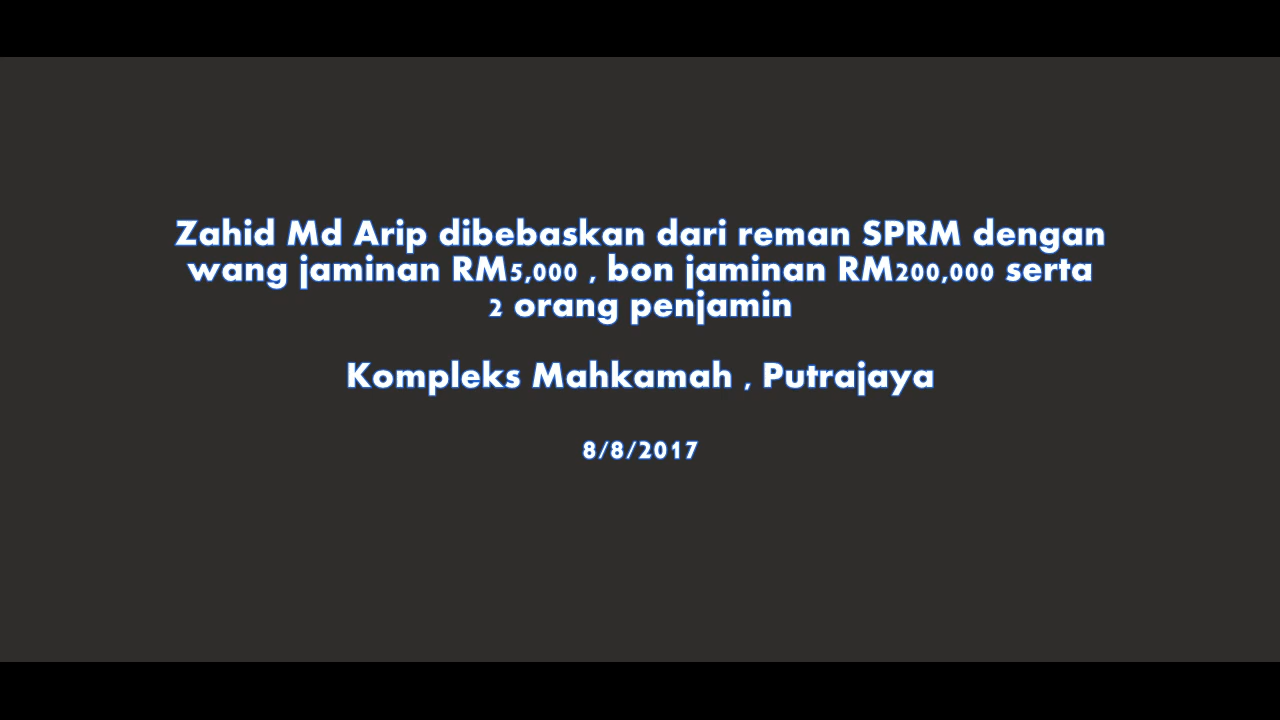 Zahid Md Arip dibebaskan dari reman SPRM dengan
wang jaminan RM5,000 , bon jaminan RM200,000 serta
2 orang penjamin
Kompleks Mahkamah , Putrajaya
8/8/2017